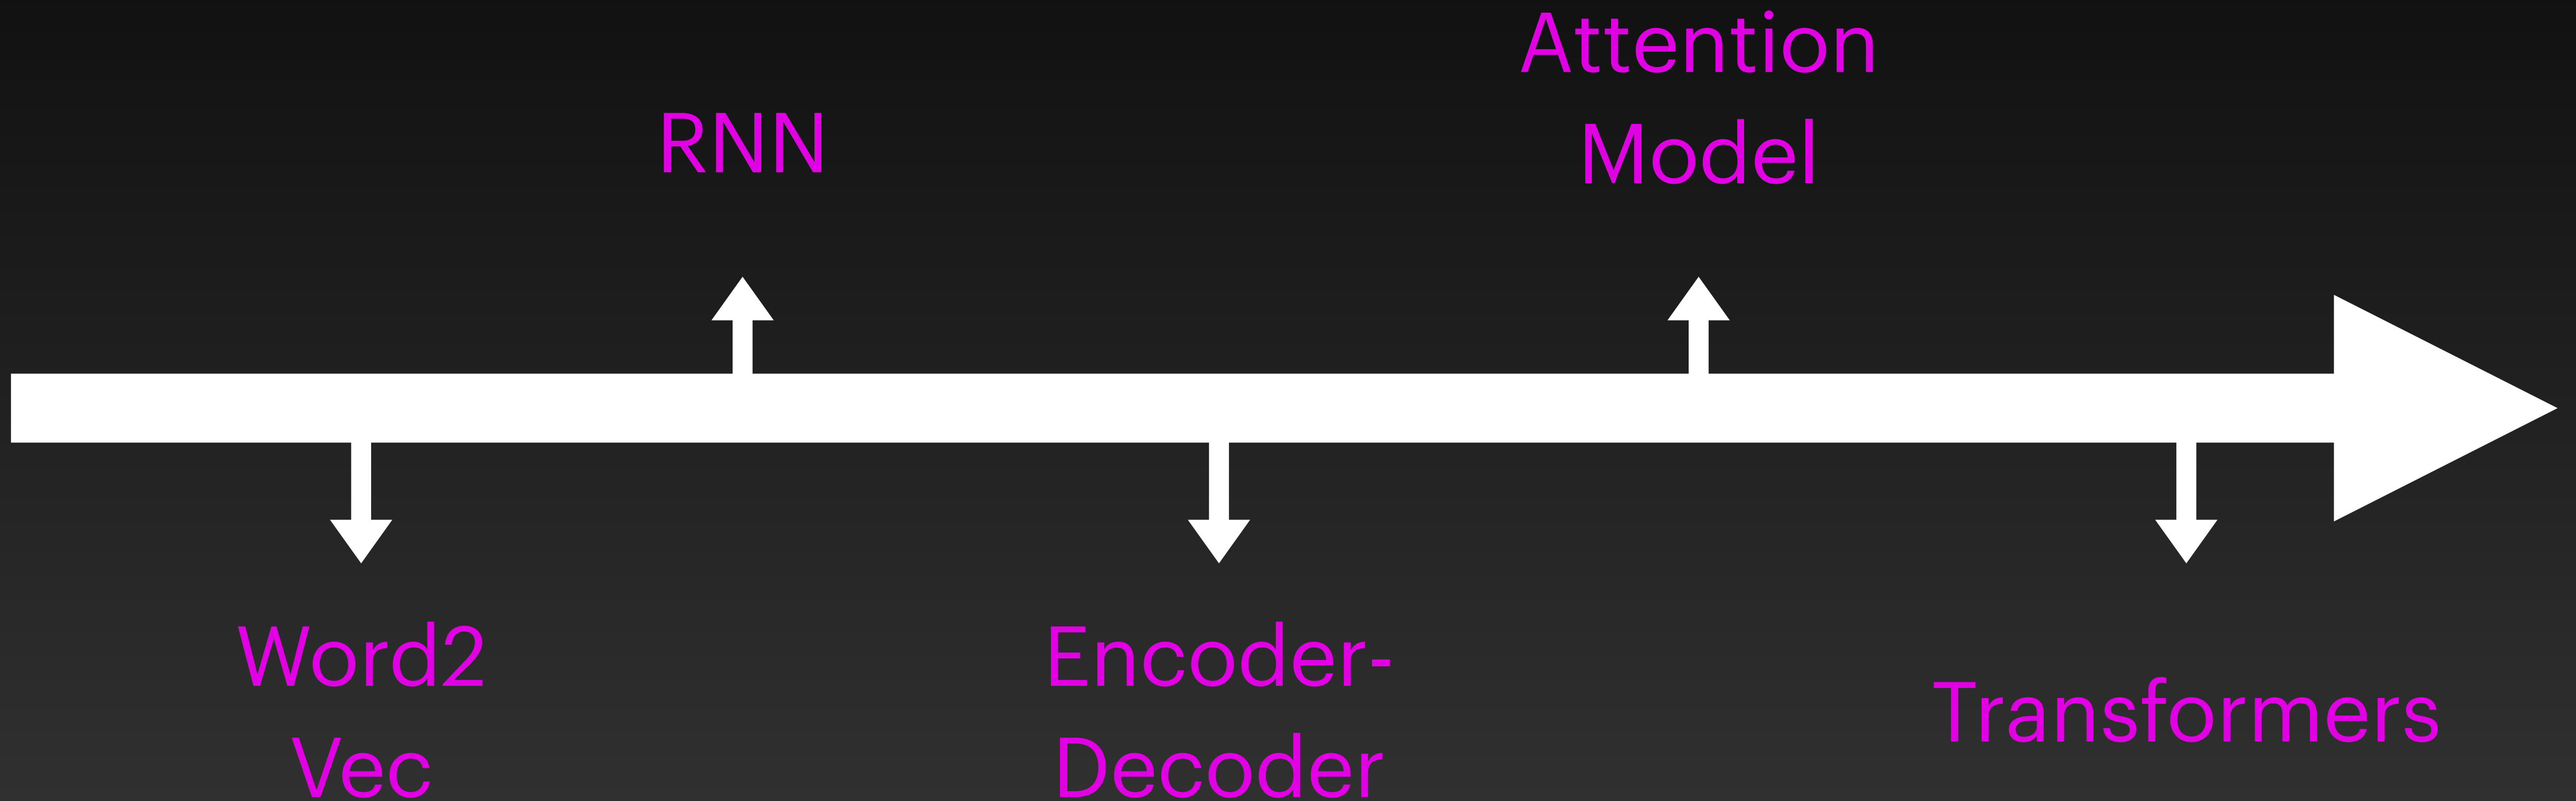 Word2
Vec
RNN
Encoder-
Decoder
Attention
Model
Transformers